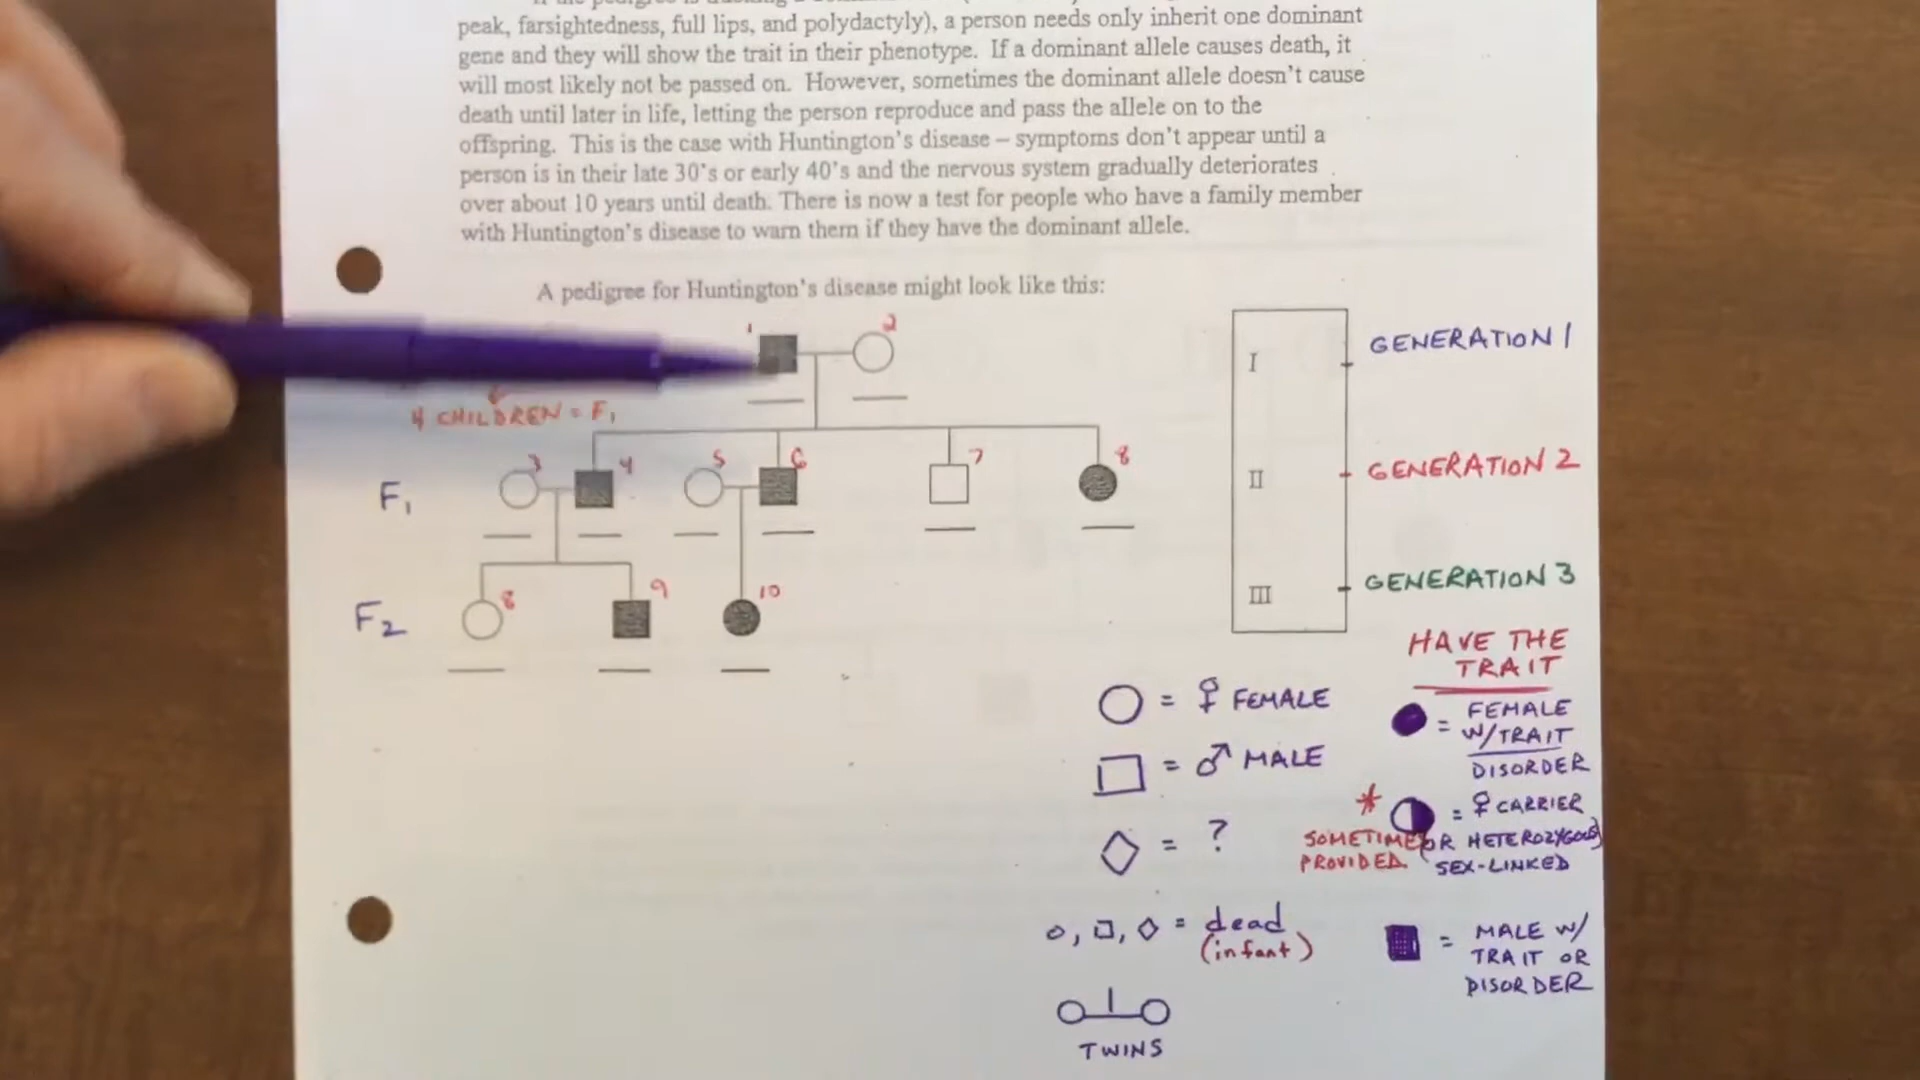 peak, farsightedness, full lips, and polydactyly), a person needs only inherit one dominant
gene and they will show the trait in their phenotype. If a dominant allele causes death, it
will most likely not be passed on. However, sometimes the dominant allele doesn't cause
death until later in life, letting the person reproduce and pass the allele on to the
offspring. This is the case with Huntington's disease – symptoms don't appear until a
person is in their late 30's or early 40's and the nervous system gradually deteriorates
over about 10 years until death. There is now a test for people who have a family member
with Huntington's disease to warn them if they have the dominant allele.
A pedigree for Huntington's disease might look like this:
1 2
4 CHILDREN = F1
F1 3 4 5 6 7 8
F2 8 9 10
I GENERATION 1
II GENERATION 2
III GENERATION 3
HAVE THE
TRAIT
= ♀ FEMALE
= ♂ MALE
= ?
= dead
(infant)
TWINS
= FEMALE
W/TRAIT
DISORDER
* = ♀ CARRIER
OR HETEROZYGOUS
SEX-LINKED
SOMETIMES
PROVIDED
= MALE W/
TRAIT OR
DISORDER